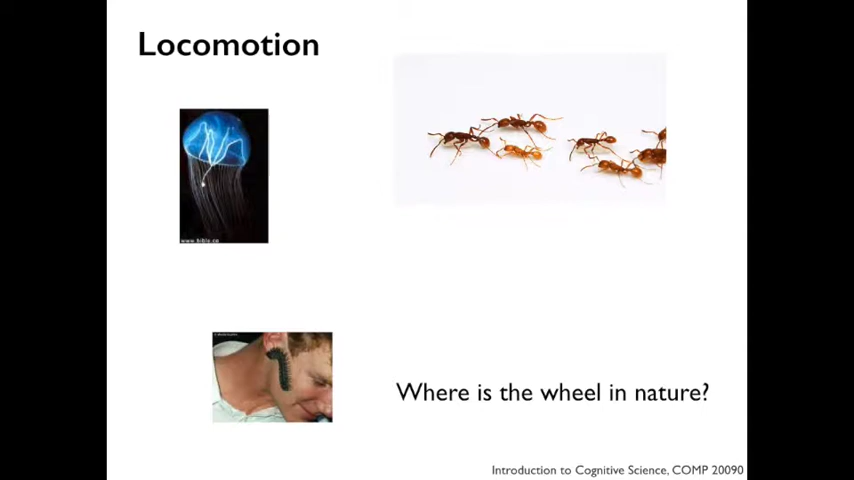 Locomotion
Where is the wheel in nature?
Introduction to Cognitive Science, COMP 20090